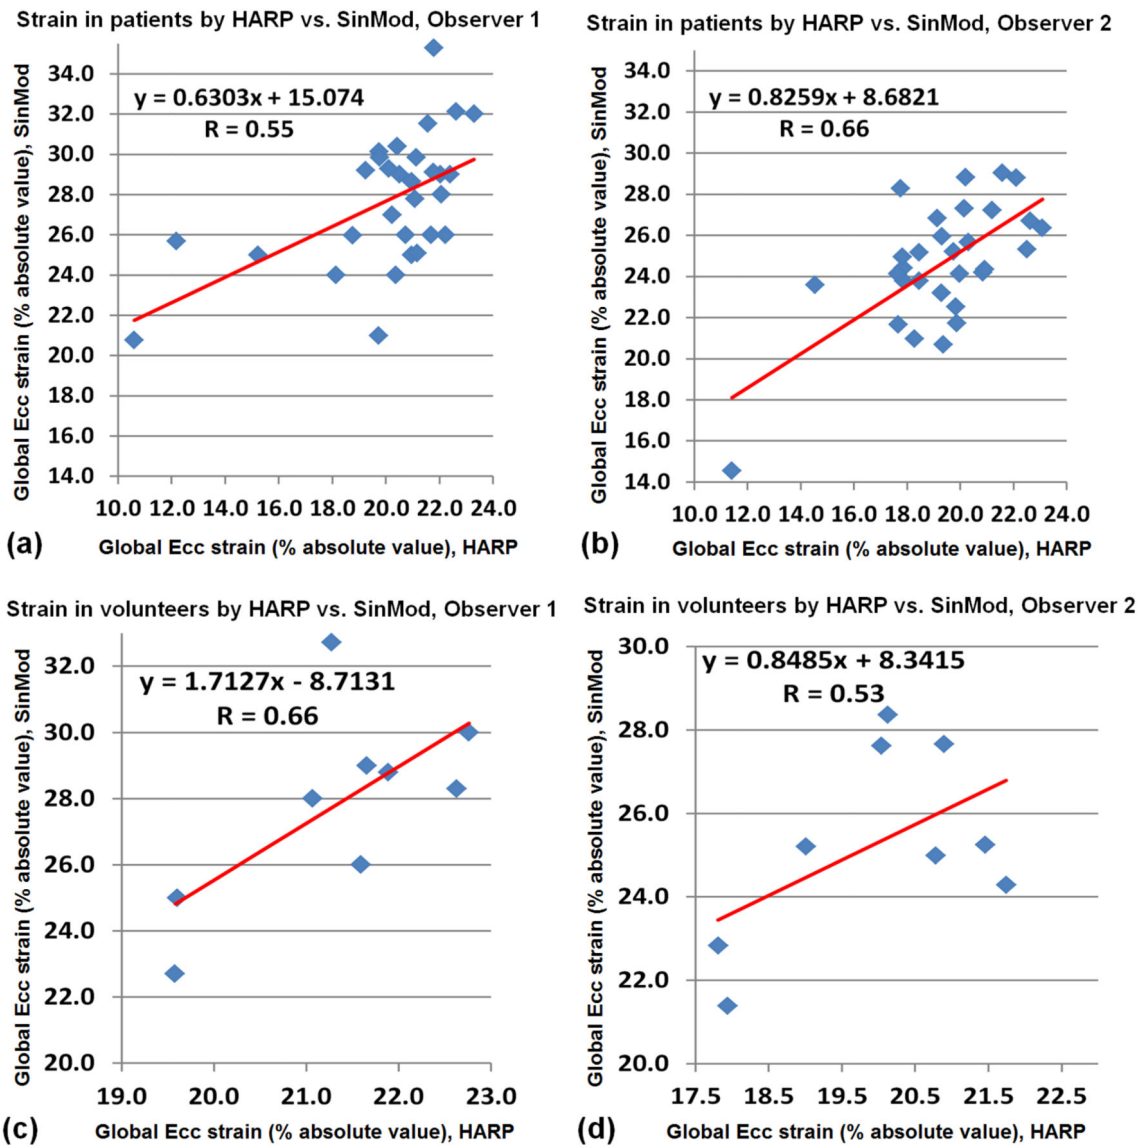 Strain in patients by HARP vs. SinMod, Observer 1
Global Ecc strain (% absolute value), SinMod
34.0
32.0
30.0
28.0
26.0
24.0
22.0
20.0
18.0
16.0
14.0
y = 0.6303x + 15.074
R = 0.55
10.0 12.0 14.0 16.0 18.0 20.0 22.0 24.0
(a)
Global Ecc strain (% absolute value), HARP
Strain in patients by HARP vs. SinMod, Observer 2
Global Ecc strain (% absolute value), SinMod
34.0
32.0
30.0
28.0
26.0
24.0
22.0
20.0
18.0
16.0
14.0
y = 0.8259x + 8.6821
R = 0.66
10.0 12.0 14.0 16.0 18.0 20.0 22.0 24.0
(b)
Global Ecc strain (% absolute value), HARP
Strain in volunteers by HARP vs. SinMod, Observer 1
Global Ecc strain (% absolute value), SinMod
32.0
30.0
28.0
26.0
24.0
22.0
20.0
y = 1.7127x - 8.7131
R = 0.66
19.0 20.0 21.0 22.0 23.0
(c)
Global Ecc strain (% absolute value), HARP
Strain in volunteers by HARP vs. SinMod, Observer 2
Global Ecc strain (% absolute value), SinMod
30.0
28.0
26.0
24.0
22.0
20.0
y = 0.8485x + 8.3415
R = 0.53
17.5 18.5 19.5 20.5 21.5 22.5
(d)
Global Ecc strain (% absolute value), HARP